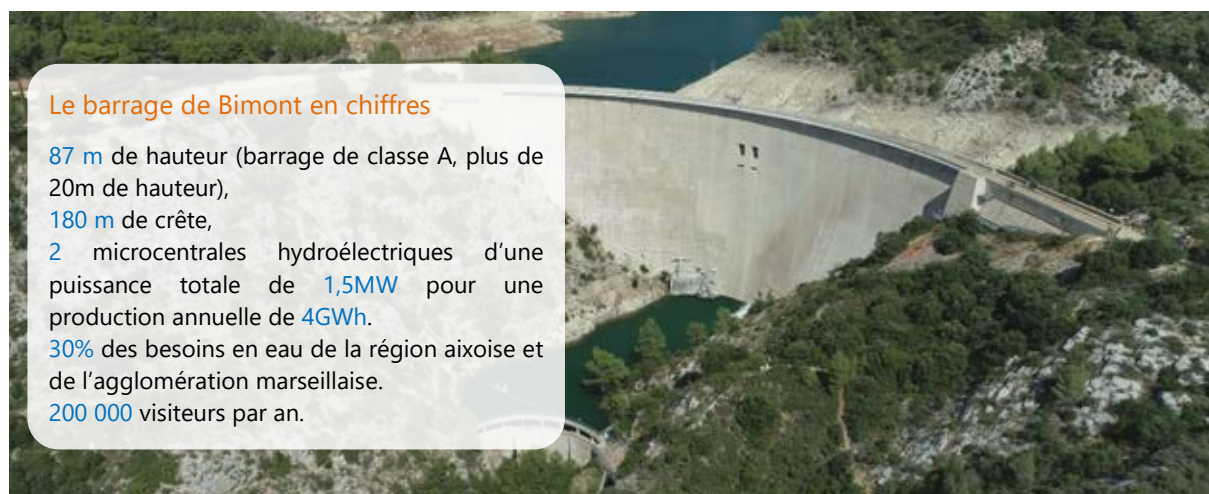 Le barrage de Bimont en chiffres
87 m de hauteur (barrage de classe A, plus de
20m de hauteur),
180 m de crête,
2 microcentrales hydroélectriques d'une
puissance totale de 1,5MW pour une
production annuelle de 4GWh.
30% des besoins en eau de la région aixoise et
de l'agglomération marseillaise.
200 000 visiteurs par an.